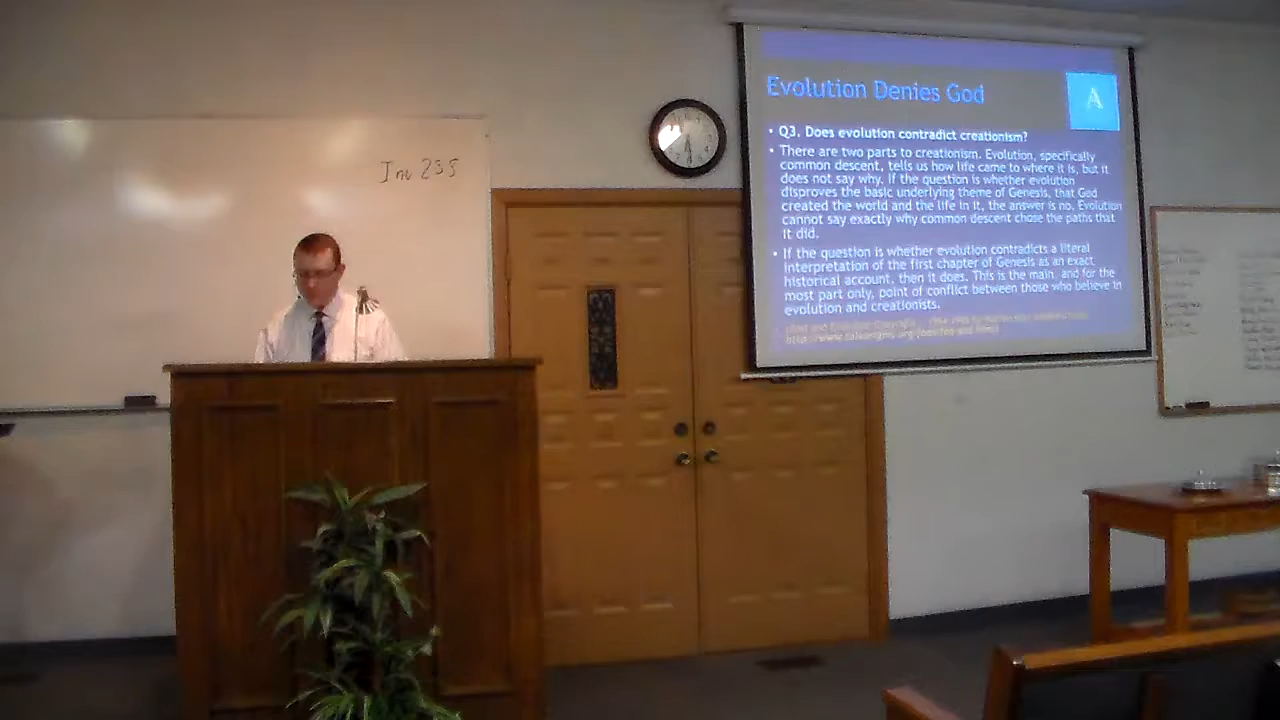 Inv 235
Evolution Denies God
A
• Q3. Does evolution contradict creationism?
• There are two parts to creationism. Evolution, specifically
common descent, tells us how life came to where it is, but it
does not say why. If the question is whether evolution
disproves the basic underlying theme of Genesis, that God
created the world and the life in it, the answer is no. Evolution
cannot say exactly why common descent chose the paths that
it did.
• If the question is whether evolution contradicts a literal
interpretation of the first chapter of Genesis as an exact
historical account, then it does. This is the main, and for the
most part only, point of conflict between those who believe in
evolution and creationists.